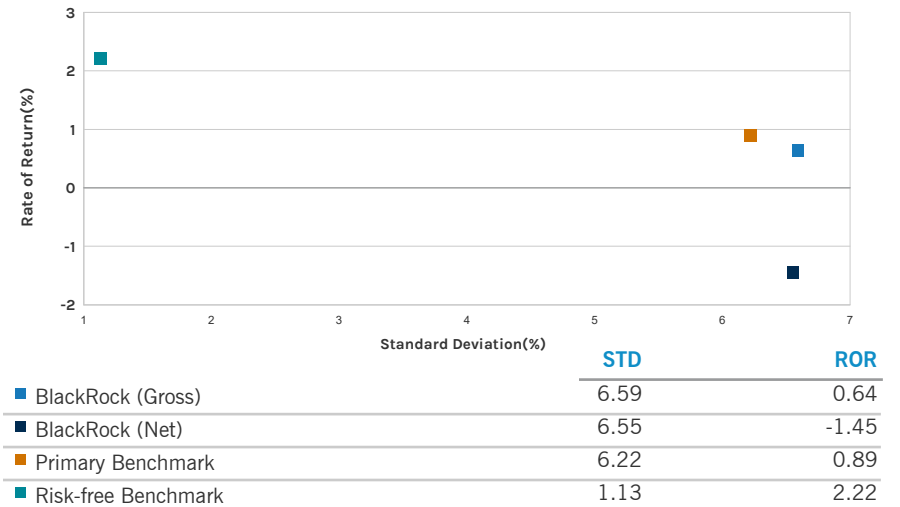 3
2
1
0
-1
-2
Rate of Return(%)
1 2 3 4 5 6 7
Standard Deviation(%)
STD ROR
BlackRock (Gross) 6.59 0.64
BlackRock (Net) 6.55 -1.45
Primary Benchmark 6.22 0.89
Risk-free Benchmark 1.13 2.22